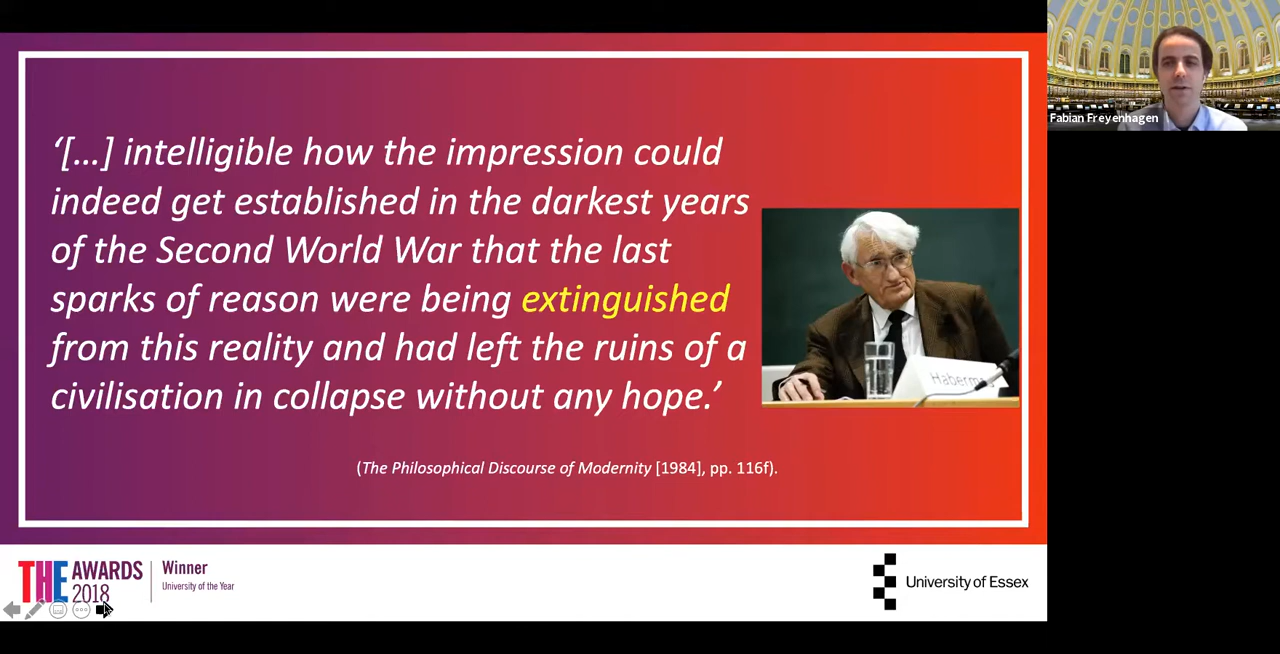 ‘[...] intelligible how the impression could
indeed get established in the darkest years
of the Second World War that the last
sparks of reason were being extinguished
from this reality and had left the ruins of a
civilisation in collapse without any hope.’
(The Philosophical Discourse of Modernity [1984], pp. 116f).
Fabian Freyenhagen
THE AWARDS
2018
Winner
University of the Year
University of Essex